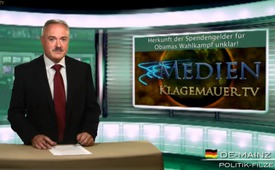 Herkunft der Spendengelder für
Obamas Wahlkampf unklar!
MEDIEN
KLAGEMAUER.TV
DE-MAINZ
POLITIK-FILZ